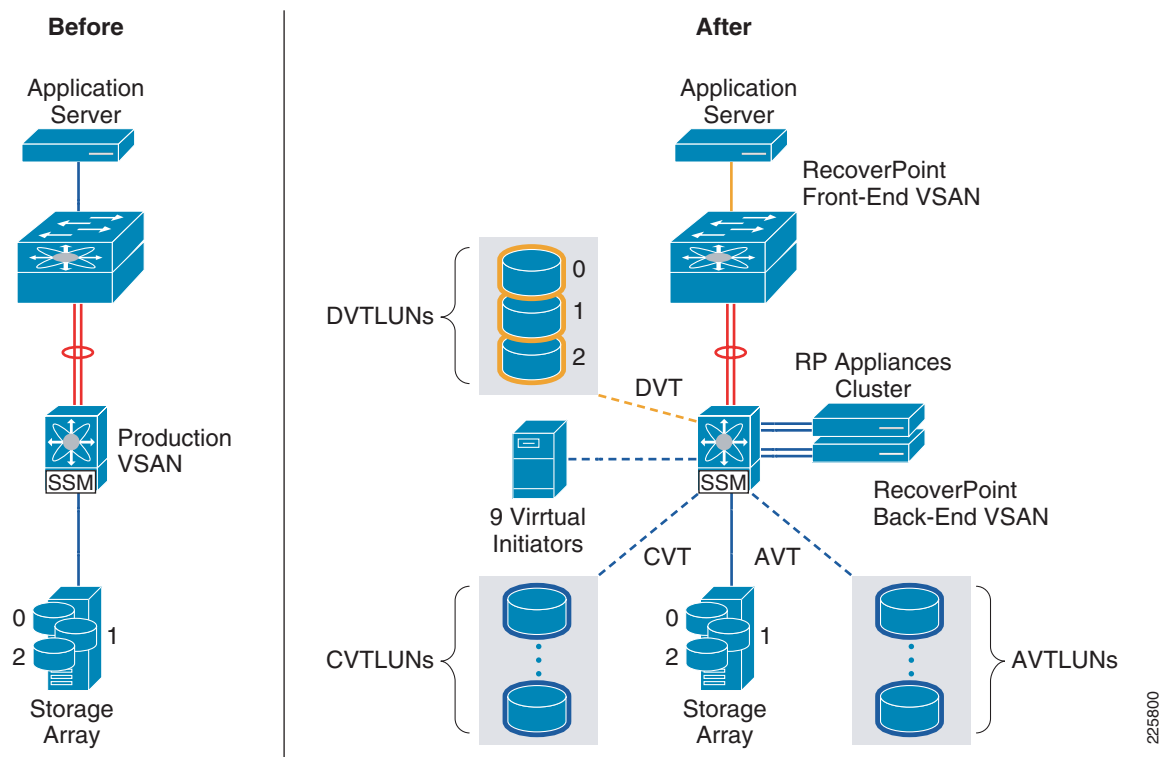 Before
Application
Server
Production
VSAN
SSM
0
1
2
Storage
Array
After
Application
Server
RecoverPoint
Front-End VSAN
DVTLUNs
0
1
2
DVT
RP Appliances
Cluster
SSM
9 Virrtual
Initiators
RecoverPoint
Back-End VSAN
CVT
AVT
CVTLUNs
0
1
2
Storage
Array
AVTLUNs
225800